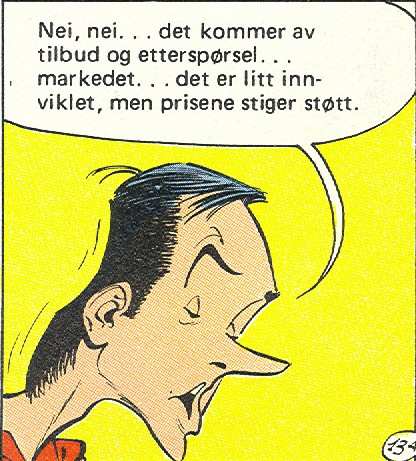 Nei, nei. . . det kommer av
tilbud og etterspørsel. . .
markedet. . . det er litt inn-
viklet, men prisene stiger støtt.